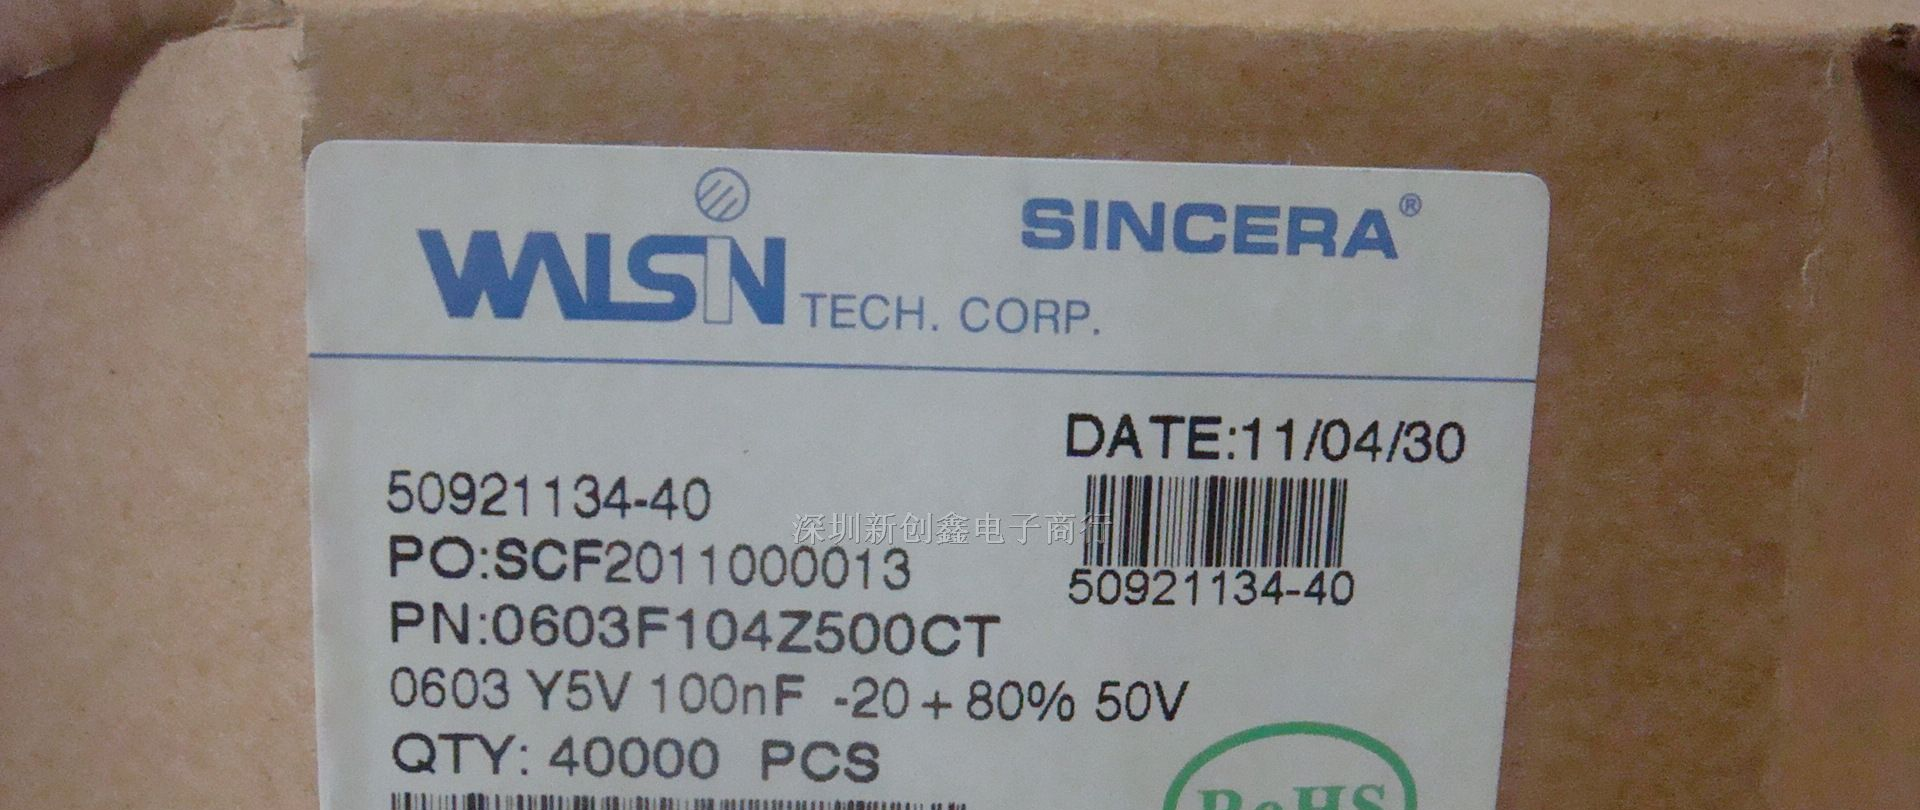 WALSIN TECH. CORP.
SINCERA®
DATE:11/04/30
50921134-40
50921134-40
深圳新创鑫电子商行
PO:SCF2011000013
PN:0603F104Z500CT
0603 Y5V 100nF -20 + 80% 50V
QTY: 40000 PCS
RoHS